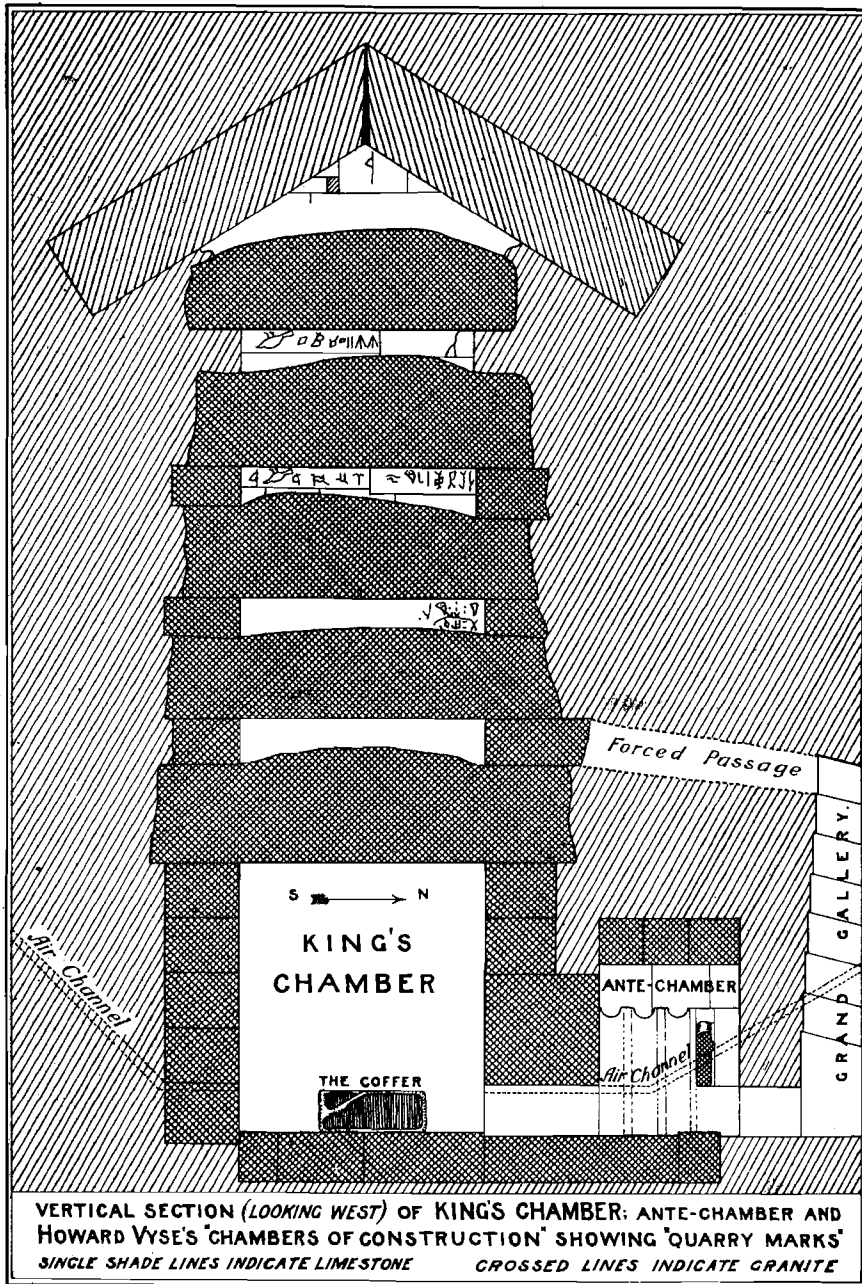 Forced Passage
GRAND GALLERY.
S N
KING'S
CHAMBER
ANTE-CHAMBER
Air Channel
Air Channel
THE COFFER
VERTICAL SECTION (LOOKING WEST) OF KING'S CHAMBER: ANTE-CHAMBER AND
HOWARD VYSE'S "CHAMBERS OF CONSTRUCTION" SHOWING "QUARRY MARKS"
SINGLE SHADE LINES INDICATE LIMESTONE CROSSED LINES INDICATE GRANITE